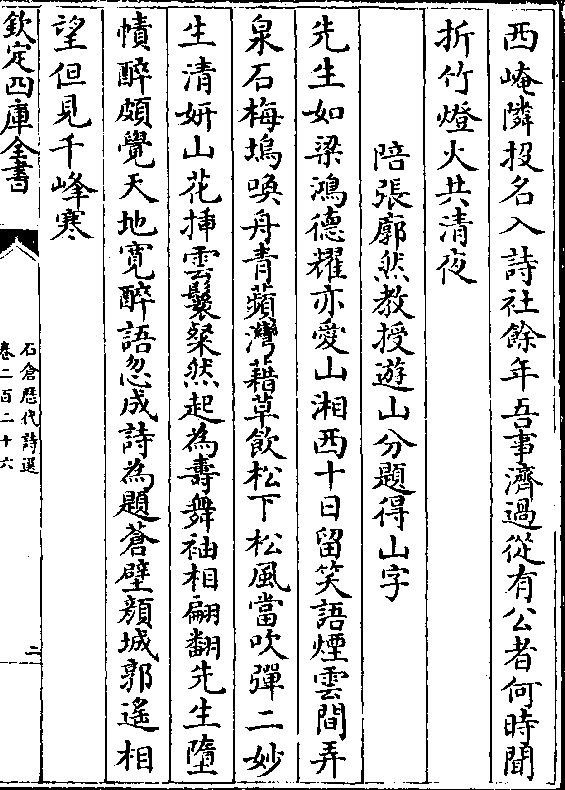 西崦隣投名入詩社餘年吾事濟過從有公者何時聞
折竹燈火共清夜
陪張廓然教授遊山分題得山字
先生如梁鴻德耀亦愛山湘西十日留笑語煙雲間弄
泉石梅塢喚舟青蘋灣藉草飲松下松風當吹彈二妙
生清妍山花揷雲鬟粲然起為壽舞袖相翩翻先生墮
幘醉頗覺天地寛醉語忽成詩為題蒼壁顔城郭遙相
望但見千峰寒
欽定四庫全書
石倉歷代詩選
卷二百二十六
二